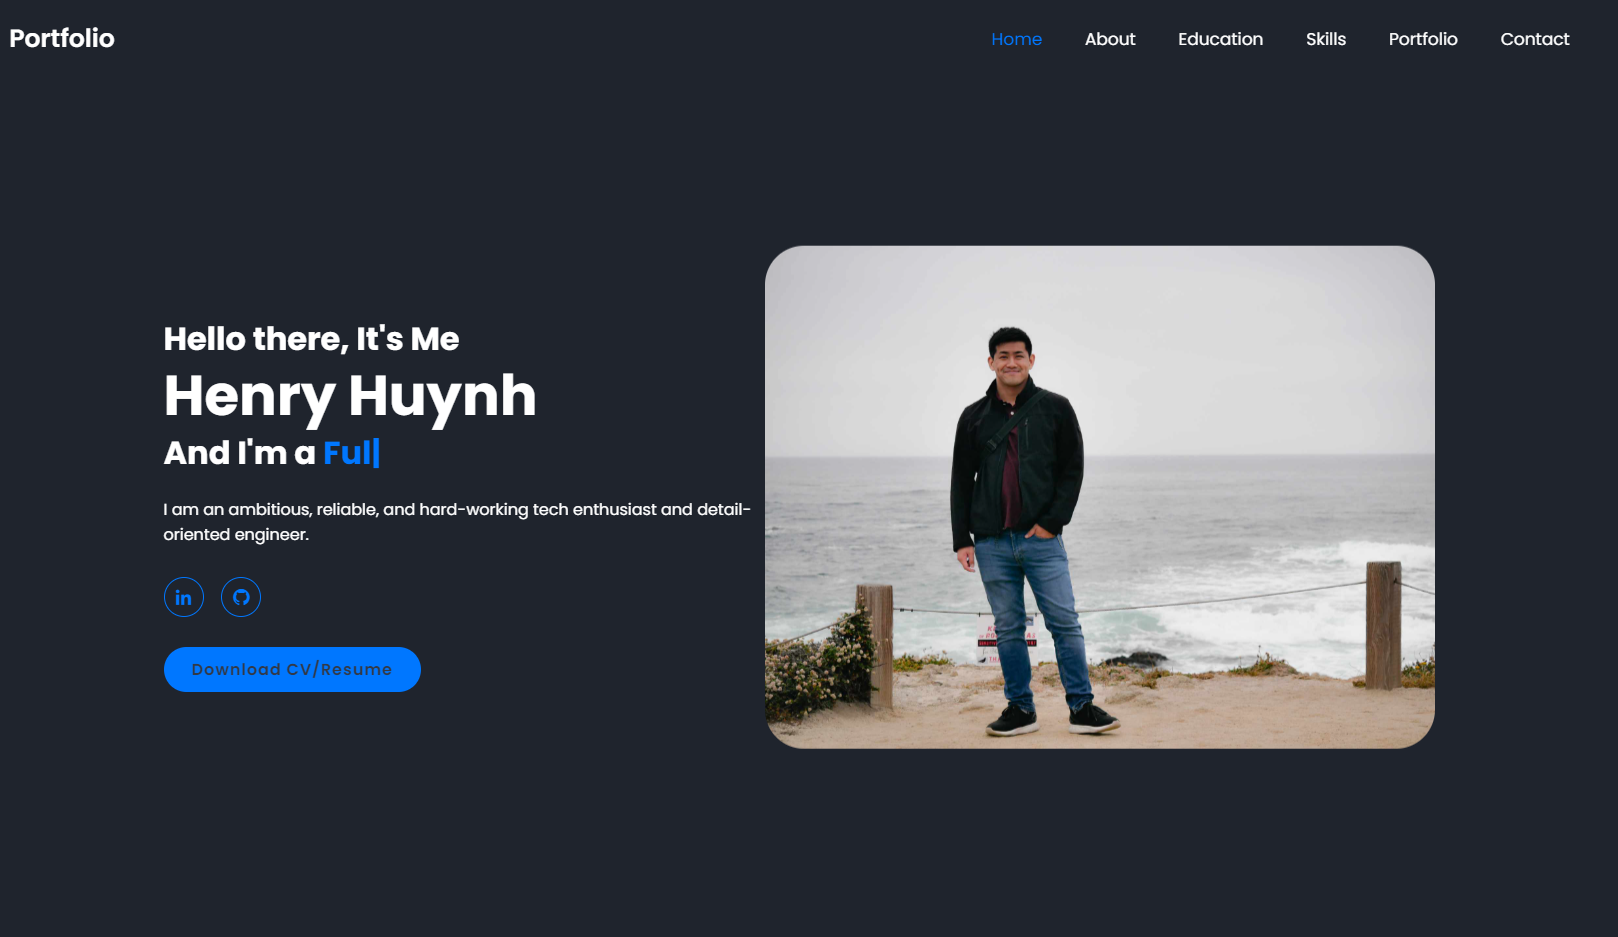 Portfolio
Home About Education Skills Portfolio Contact
Hello there, It's Me
Henry Huynh
And I'm a Ful|
I am an ambitious, reliable, and hard-working tech enthusiast and detail-
oriented engineer.
in
Download CV/Resume